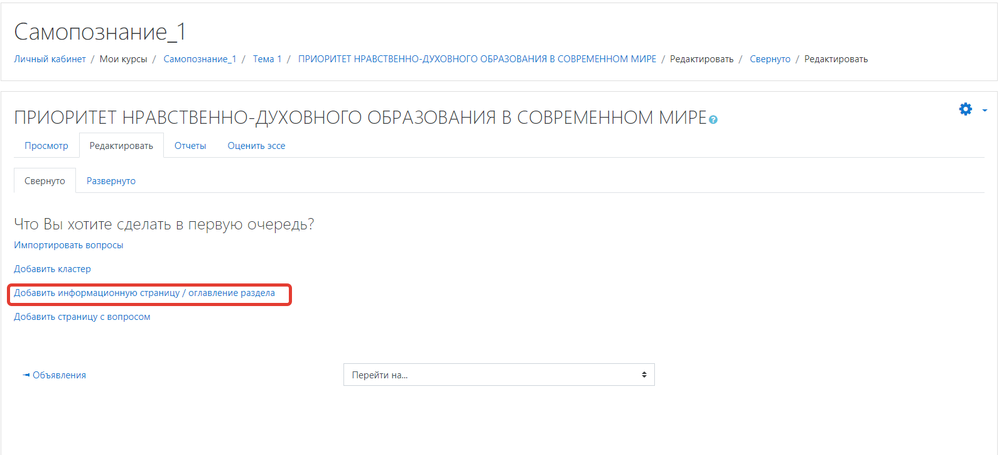 Самопознание_1
Личный кабинет / Мои курсы / Самопознание_1 / Тема 1 / ПРИОРИТЕТ НРАВСТВЕННО-ДУХОВНОГО ОБРАЗОВАНИЯ В СОВРЕМЕННОМ МИРЕ / Редактировать / Свернуто / Редактировать
ПРИОРИТЕТ НРАВСТВЕННО-ДУХОВНОГО ОБРАЗОВАНИЯ В СОВРЕМЕННОМ МИРЕ
Просмотр Редактировать Отчеты Оценить эссе
Свернуто Развернуто
Что Вы хотите сделать в первую очередь?
Импортировать вопросы
Добавить кластер
Добавить информационную страницу / оглавление раздела
Добавить страницу с вопросом
Объявления Перейти на...